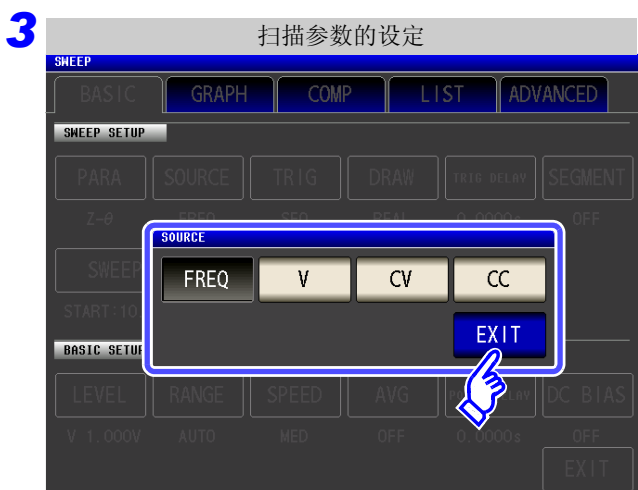 3
扫描参数的设定
SWEEP
BASIC GRAPH COMP LIST ADVANCED
SWEEP SETUP
PARA SOURCE TRIG DRAW TRIG DELAY SEGMENT
Z-θ FREQ SEQ REAL 0.0000s OFF
SOURCE
SWEEP
FREQ V CV CC
START:10
EXIT
BASIC SETUP
LEVEL RANGE SPEED AVG DELAY DC BIAS
V 1.000V AUTO MED OFF 0.0000s OFF
EXIT